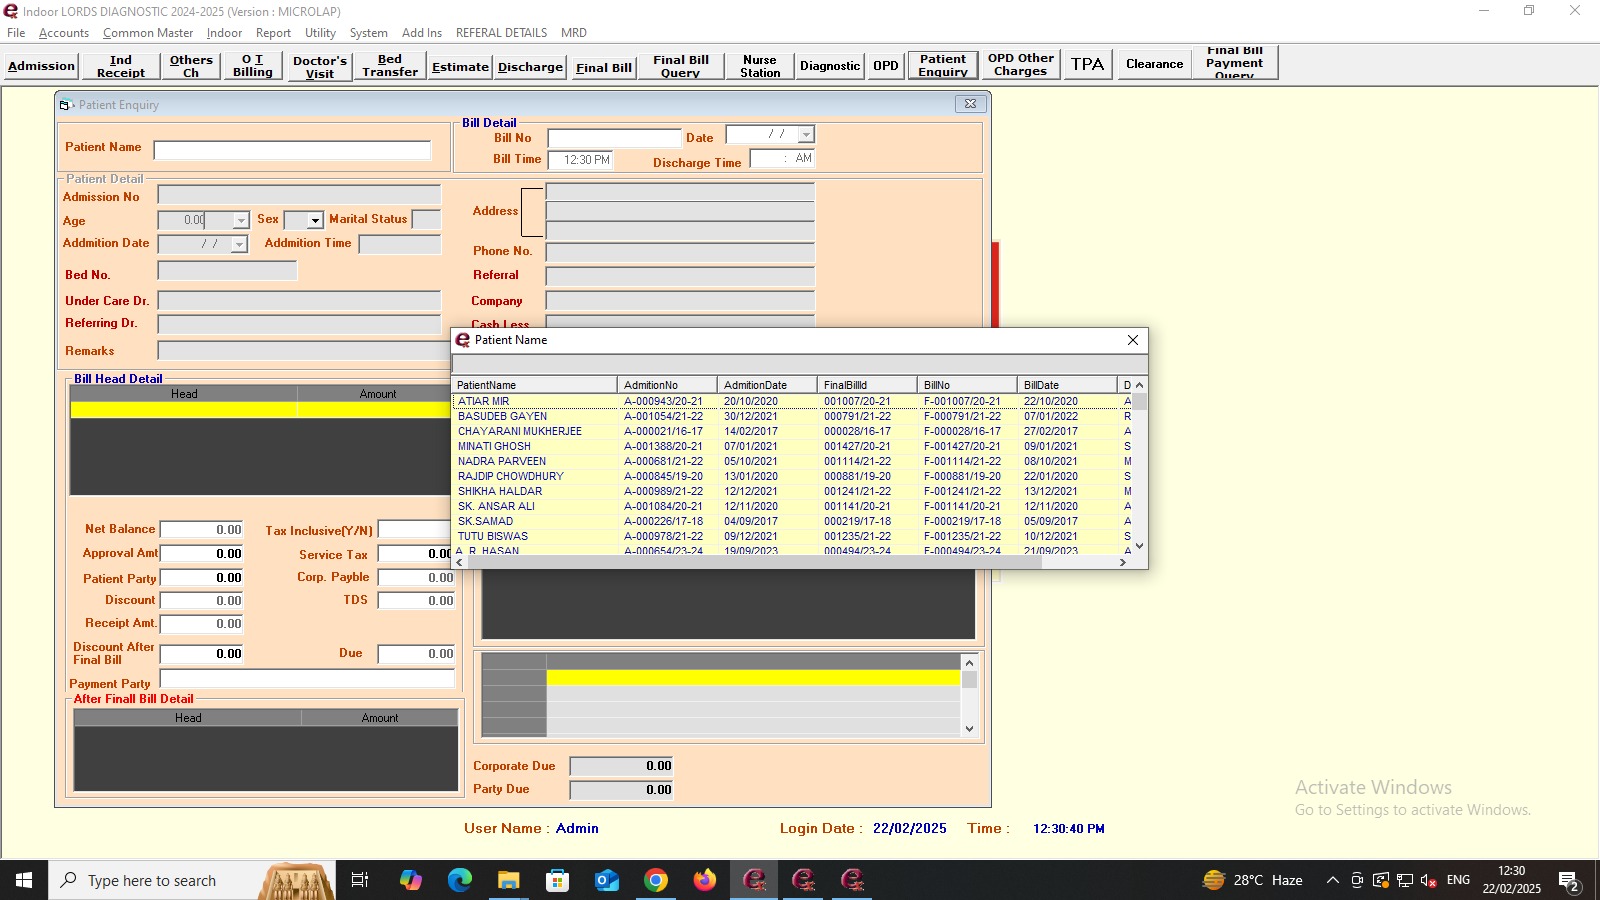 Indoor LORDS DIAGNOSTIC 2024-2025 (Version : MICROLAP)
File Accounts Common Master Indoor Report Utility System Add Ins REFERAL DETAILS MRD
Admission
Ind Receipt
Others Ch
O T Billing
Doctor's Visit
Bed Transfer
Estimate
Discharge
Final Bill
Final Bill Query
Nurse Station
Diagnostic
OPD
Patient Enquiry
OPD Other Charges
TPA
Clearance
Final Bill Payment Query
Patient Enquiry
Patient Name
Bill Detail
Bill No
Date / /
Bill Time 12:30 PM
Discharge Time : AM
Patient Detail
Admission No
Age 0.00 Sex Marital Status
Addmition Date / / Addmition Time
Bed No.
Under Care Dr.
Referring Dr.
Remarks
Address
Phone No.
Referral
Company
Cash Less
Bill Head Detail
Head Amount
Patient Name
PatientName AdmitionNo AdmitionDate FinalBillId BillNo BillDate D
ATIAR MIR A-000943/20-21 20/10/2020 001007/20-21 F-001007/20-21 22/10/2020 A
BASUDEB GAYEN A-001054/21-22 30/12/2021 000791/21-22 F-000791/21-22 07/01/2022 R
CHAYARANI MUKHERJEE A-000021/16-17 14/02/2017 000028/16-17 F-000028/16-17 27/02/2017 A
MINATI GHOSH A-001388/20-21 07/01/2021 001427/20-21 F-001427/20-21 09/01/2021 S
NADRA PARVEEN A-000681/21-22 05/10/2021 001114/21-22 F-001114/21-22 08/10/2021 M
RAJDIP CHOWDHURY A-000845/19-20 13/01/2020 000881/19-20 F-000881/19-20 22/01/2020 S
SHIKHA HALDAR A-000989/21-22 12/12/2021 001241/21-22 F-001241/21-22 13/12/2021 M
SK. ANSAR ALI A-001084/20-21 12/11/2020 001141/20-21 F-001141/20-21 12/11/2020 A
SK.SAMAD A-000226/17-18 04/09/2017 000219/17-18 F-000219/17-18 05/09/2017 A
TUTU BISWAS A-000978/21-22 09/12/2021 001235/21-22 F-001235/21-22 10/12/2021 S
A. R. HASAN A-000654/23-24 19/09/2023 000494/23-24 F-000494/23-24 21/09/2023 A
Net Balance 0.00 Tax Inclusive(Y/N)
Approval Amt 0.00 Service Tax 0.00
Patient Party 0.00 Corp. Payble 0.00
Discount 0.00 TDS 0.00
Receipt Amt. 0.00
Discount After Final Bill 0.00 Due 0.00
Payment Party
After Finall Bill Detail
Head Amount
Corporate Due 0.00
Party Due 0.00
Activate Windows
Go to Settings to activate Windows.
User Name : Admin Login Date : 22/02/2025 Time : 12:30:40 PM
Type here to search
28°C Haze
ENG
12:30
22/02/2025
2